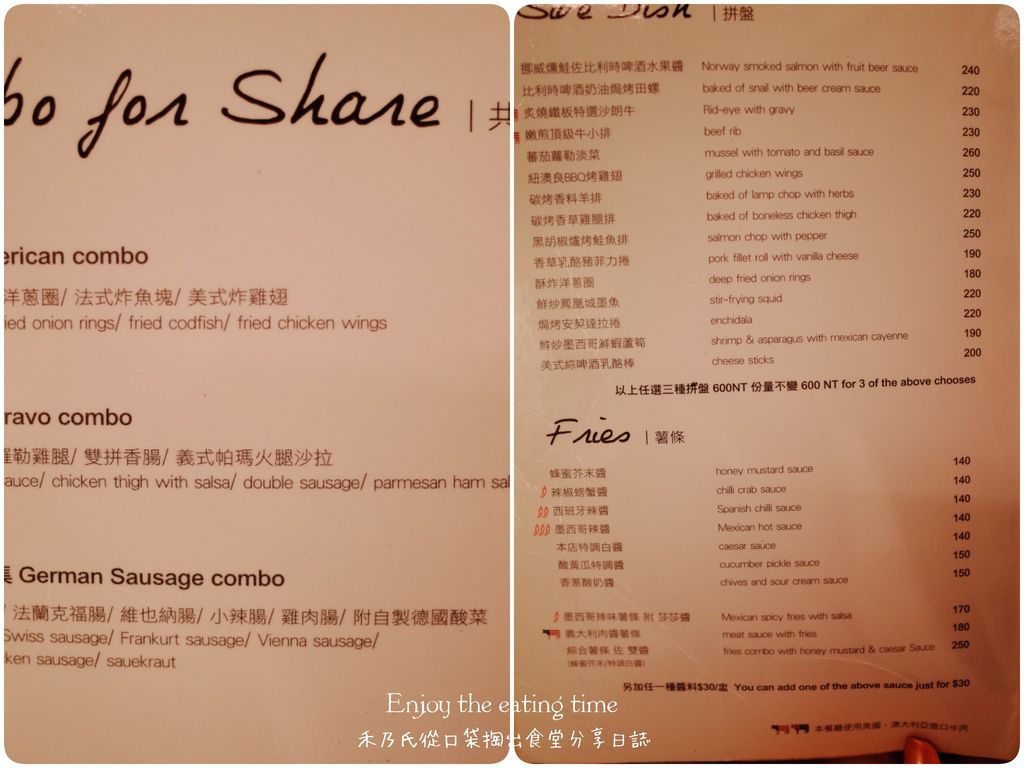 bo for Share | 共
erican combo
洋蔥圈/ 法式炸魚塊/ 美式炸雞翅
ied onion rings/ fried codfish/ fried chicken wings
ravo combo
羅勒雞腿/ 雙拼香腸/ 義式帕瑪火腿沙拉
auce/ chicken thigh with salsa/ double sausage/ parmesan ham sal
German Sausage combo
/ 法蘭克福腸/ 維也納腸/ 小辣腸/ 雞肉腸/ 附自製德國酸菜
Swiss sausage/ Frankurt sausage/ Vienna sausage/
ken sausage/ sauekraut
Dish | 拼盤
挪威燻鮭佐比利時啤酒水果醬 Norway smoked salmon with fruit beer sauce 240
比利時啤酒奶油焗烤田螺 baked of snail with beer cream sauce 220
炙燒鐵板特選沙朗牛 Rid-eye with gravy 230
嫩煎頂級牛小排 beef rib 230
蕃茄蘿勒淡菜 mussel with tomato and basil sauce 260
紐澳良BBQ烤雞翅 grilled chicken wings 250
碳烤香料羊排 baked of lamp chop with herbs 230
碳烤香草雞腿排 baked of boneless chicken thigh 220
黑胡椒爐烤鮭魚排 salmon chop with pepper 250
香草乳酪豬菲力捲 pork fillet roll with vanilla cheese 190
酥炸洋蔥圈 deep fried onion rings 180
鮮炒鳳凰城墨魚 stir-frying squid 220
焗烤安契達拉捲 enchidala 220
鮮炒墨西哥鮮蝦蘆筍 shrimp & asparagus with mexican cayenne 190
美式綜啤酒乳酪棒 cheese sticks 200
以上任選三種拼盤 600NT 份量不變 600 NT for 3 of the above chooses
Fries | 薯條
蜂蜜芥末醬 honey mustard sauce 140
辣椒螃蟹醬 chilli crab sauce 140
西班牙辣醬 Spanish chilli sauce 140
墨西哥辣醬 Mexican hot sauce 140
本店特調白醬 caesar sauce 140
酸黃瓜特調醬 cucumber pickle sauce 150
香蔥酸奶醬 chives and sour cream sauce 150
墨西哥辣味薯條 附 莎莎醬 Mexican spicy fries with salsa 170
義大利肉醬薯條 meat sauce with fries 180
綜合薯條 佐 雙醬 fries combo with honey mustard & caesar Sauce 250
(蜂蜜芥末/特調白醬)
另加任一種醬料$30/盅 You can add one of the above sauce just for $30
本餐廳使用美國、澳大利亞進口牛肉
Enjoy the eating time
禾乃氏從口袋掏出食堂分享日誌